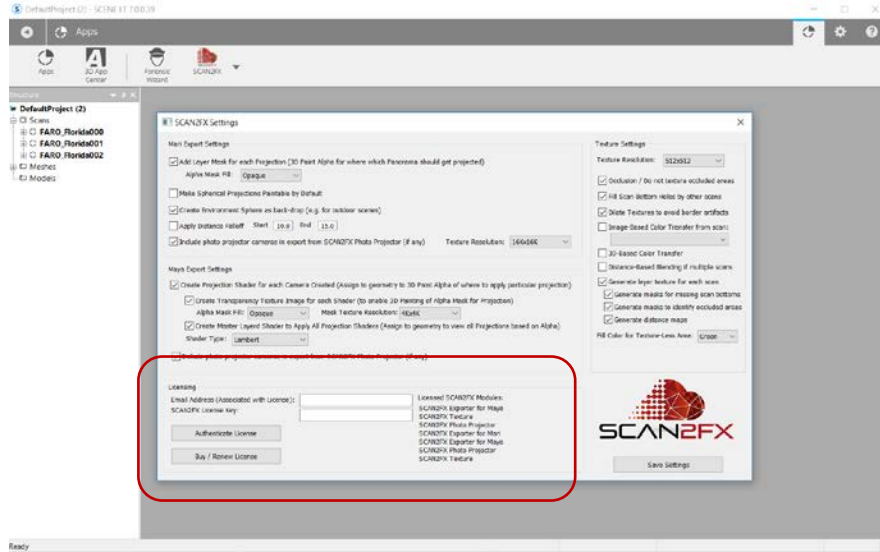 DefaultProject (2) - SCENE LT 7.0.0.39
Apps
Apps
3D App
Center
Forensic
Wizard
SCAN2FX
Structure
DefaultProject (2)
Scans
FARO_Florida000
FARO_Florida001
FARO_Florida002
Meshes
Models
SCAN2FX Settings
Mari Export Settings
Add Layer Mask for each Projection (3D Paint Alpha for where which Panorama should get projected)
Alpha Mask Fill: Opaque
Make Spherical Projections Paintable by Default
Create Environment Sphere as back-drop (e.g. for outdoor scenes)
Apply Distance Falloff Start 10.0 End 15.0
Include photo projector cameras in export from SCAN2FX Photo Projector (if any) Texture Resolution: 16Kx16K
Maya Export Settings
Create Projection Shader for each Camera Created (Assign to geometry to 3D Paint Alpha of where to apply particular projection)
Create Transparency Texture Image for each Shader (to enable 3D Painting of Alpha Mask for Projection)
Alpha Mask Fill: Opaque Mask Texture Resolution: 4Kx4K
Create Master Layerd Shader to Apply All Projection Shaders (Assign to geometry to view all Projections based on Alpha)
Shader Type: Lambert
Include photo projector cameras in export from SCAN2FX Photo Projector (if any)
Licensing
Email Address (Associated with License):
SCAN2FX License Key:
Authenticate License
Buy / Renew License
Licensed SCAN2FX Modules:
SCAN2FX Exporter for Maya
SCAN2FX Texture
SCAN2FX Photo Projector
SCAN2FX Exporter for Mari
SCAN2FX Exporter for Maya
SCAN2FX Photo Projector
SCAN2FX Texture
Texture Settings
Texture Resolution: 512x512
Occlusion / Do not texture occluded areas
Fill Scan Bottom Holes by other scans
Dilate Textures to avoid border artifacts
Image-Based Color Transfer from scan:
3D-Based Color Transfer
Distance-Based Blending if multiple scans
Generate layer texture for each scan
Generate masks for missing scan bottoms
Generate masks to identify occluded areas
Generate distance maps
Fill Color for Texture-Less Area: Green
SCAN2FX
Save Settings
Ready